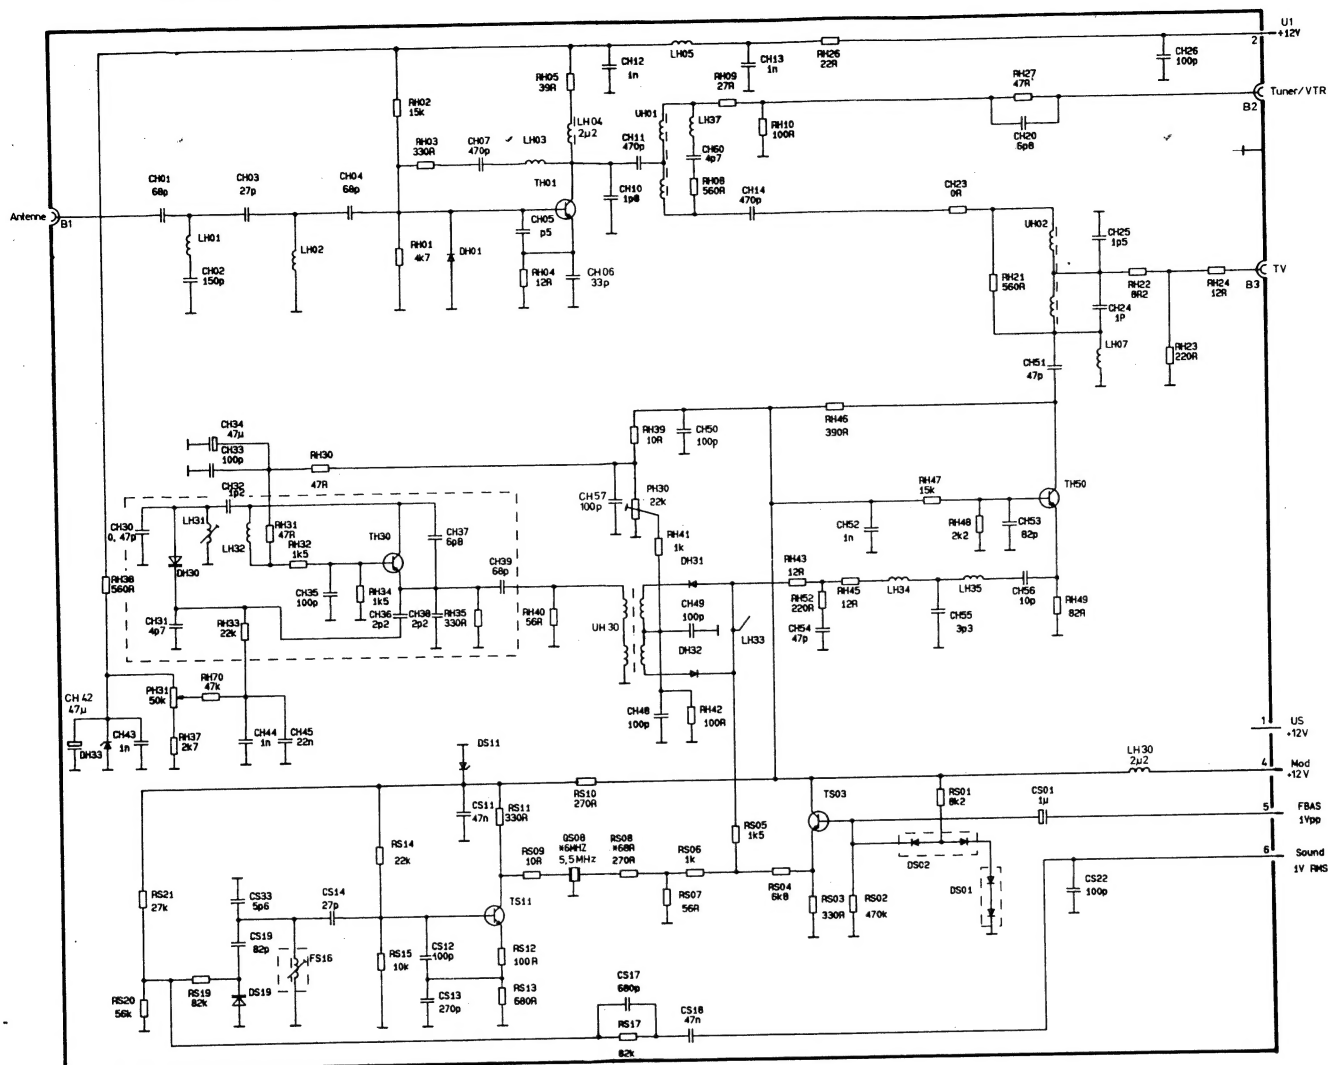 U1
+12V
2
CH12
1n
LH05
CH13
1n
RH26
22R
CH26
100p
RH05
39R
RH09
27R
RH27
47R
Tuner/VTR
B2
RH02
15k
LH04
2µ2
UH01
LH37
RH10
100R
CH20
6p8
RH03
330R
CH07
470p
LH03
CH11
470p
CH60
4p7
CH01
68p
CH03
27p
CH04
68p
TH01
CH10
1p8
RH08
560R
CH14
470p
CH23
0R
Antenne
B1
LH01
LH02
CH02
150p
RH01
4k7
DH01
CH05
p5
RH04
12R
CH06
33p
UH02
CH25
1p5
RH21
560R
RH22
8R2
RH24
12R
TV
B3
CH24
1P
LH07
RH23
220R
CH51
47p
CH34
47µ
CH33
100p
RH30
47R
RH39
10R
CH50
100p
RH46
390R
CH32
1p2
CH57
100p
PH30
22k
RH47
15k
TH50
CH30
0,47p
LH31
LH32
RH31
47R
RH32
1k5
TH30
CH37
6p8
RH41
1k
CH52
1n
RH48
2k2
CH53
82p
DH30
RH38
560R
CH35
100p
RH34
1k5
CH39
68p
DH31
RH43
12R
RH45
12R
LH34
LH35
CH56
10p
RH49
82R
CH31
4p7
RH33
22k
CH36
2p2
CH38
2p2
RH35
330R
RH40
56R
UH30
CH49
100p
DH32
LH33
RH52
220R
CH54
47p
CH55
3p3
CH42
47µ
PH31
50k
RH70
47k
DH33
CH43
1n
RH37
2k7
CH44
1n
CH45
22n
CH48
100p
RH42
100R
1
US
+12V
DS11
LH30
2µ2
4
Mod
+12V
RS10
270R
TS03
RS01
8k2
CS01
1µ
5
FBAS
1Vpp
CS11
47n
RS11
330R
RS14
22k
RS09
10R
QS08
*6MHZ
5,5MHz
RS08
*68R
270R
RS06
1k
RS05
1k5
DS02
6
Sound
1V RMS
RS21
27k
CS33
5p6
CS14
27p
TS11
RS07
56R
RS04
6k8
RS03
330R
RS02
470k
DS01
CS22
100p
CS19
82p
FS16
RS15
10k
CS12
100p
RS12
100R
RS20
56k
RS19
82k
DS19
CS13
270p
RS13
680R
CS17
680p
RS17
82k
CS18
47n